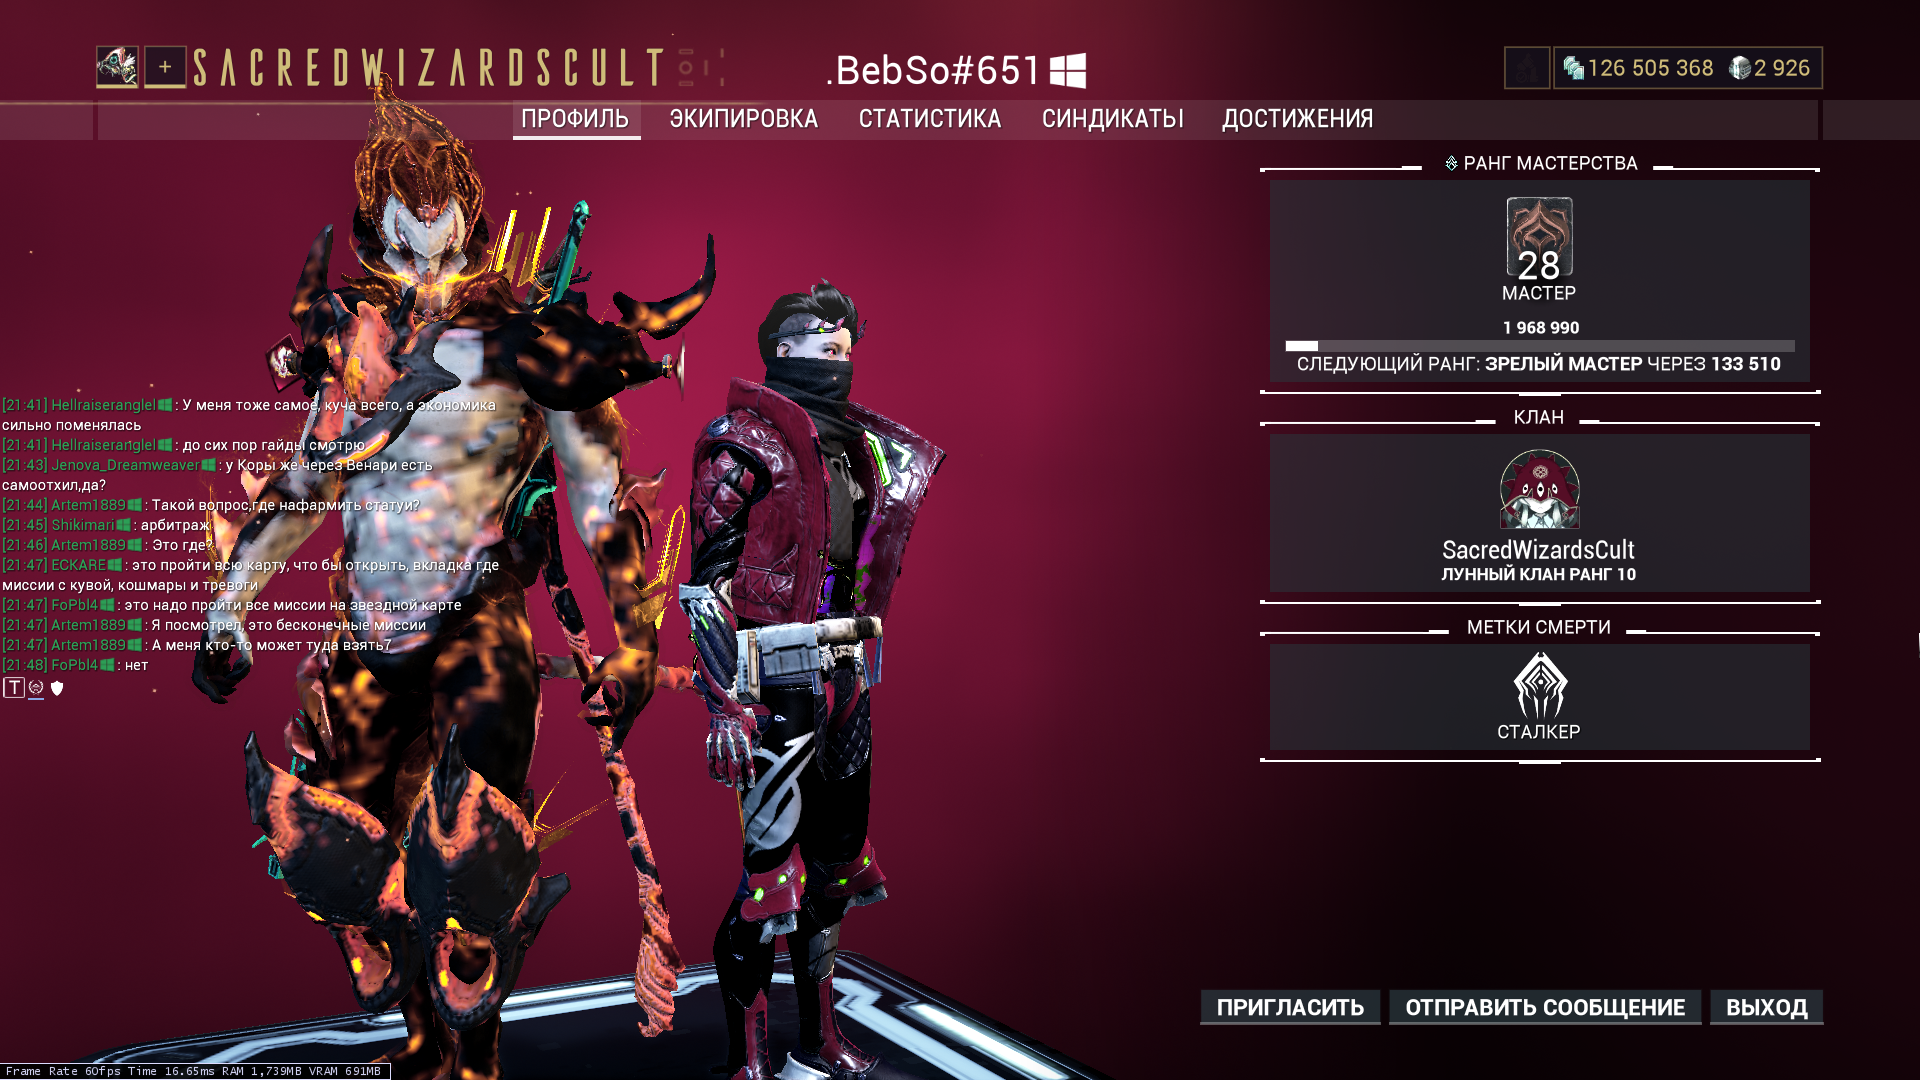 + SACREDWIZARDSCULT
.BebSo#651
126 505 368 2 926
ПРОФИЛЬ ЭКИПИРОВКА СТАТИСТИКА СИНДИКАТЫ ДОСТИЖЕНИЯ
РАНГ МАСТЕРСТВА
28
МАСТЕР
1 968 990
СЛЕДУЮЩИЙ РАНГ: ЗРЕЛЫЙ МАСТЕР ЧЕРЕЗ 133 510
КЛАН
SacredWizardsCult
ЛУННЫЙ КЛАН РАНГ 10
МЕТКИ СМЕРТИ
СТАЛКЕР
[21:41] Hellraiseranglel : У меня тоже самое, куча всего, а экономика
сильно поменялась
[21:41] Hellraiseranglel : до сих пор гайды смотрю
[21:43] Jenova_Dreamweaver : у Коры же через Венари есть
самоотхил,да?
[21:44] Artem1889 : Такой вопрос,где нафармить статуи?
[21:45] Shikimari : арбитраж
[21:46] Artem1889 : Это где?
[21:47] ECKARE : это пройти всю карту, что бы открыть, вкладка где
миссии с кувой, кошмары и тревоги
[21:47] FoPbl4 : это надо пройти все миссии на звездной карте
[21:47] Artem1889 : Я посмотрел, это бесконечные миссии
[21:47] Artem1889 : А меня кто-то может туда взять?
[21:48] FoPbl4 : нет
T
ПРИГЛАСИТЬ ОТПРАВИТЬ СООБЩЕНИЕ ВЫХОД
Frame Rate 60fps Time 16.65ms RAM 1,739MB VRAM 691MB